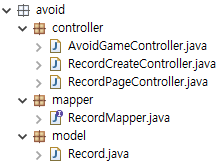 avoid
controller
AvoidGameController.java
RecordCreateController.java
RecordPageController.java
mapper
RecordMapper.java
model
Record.java